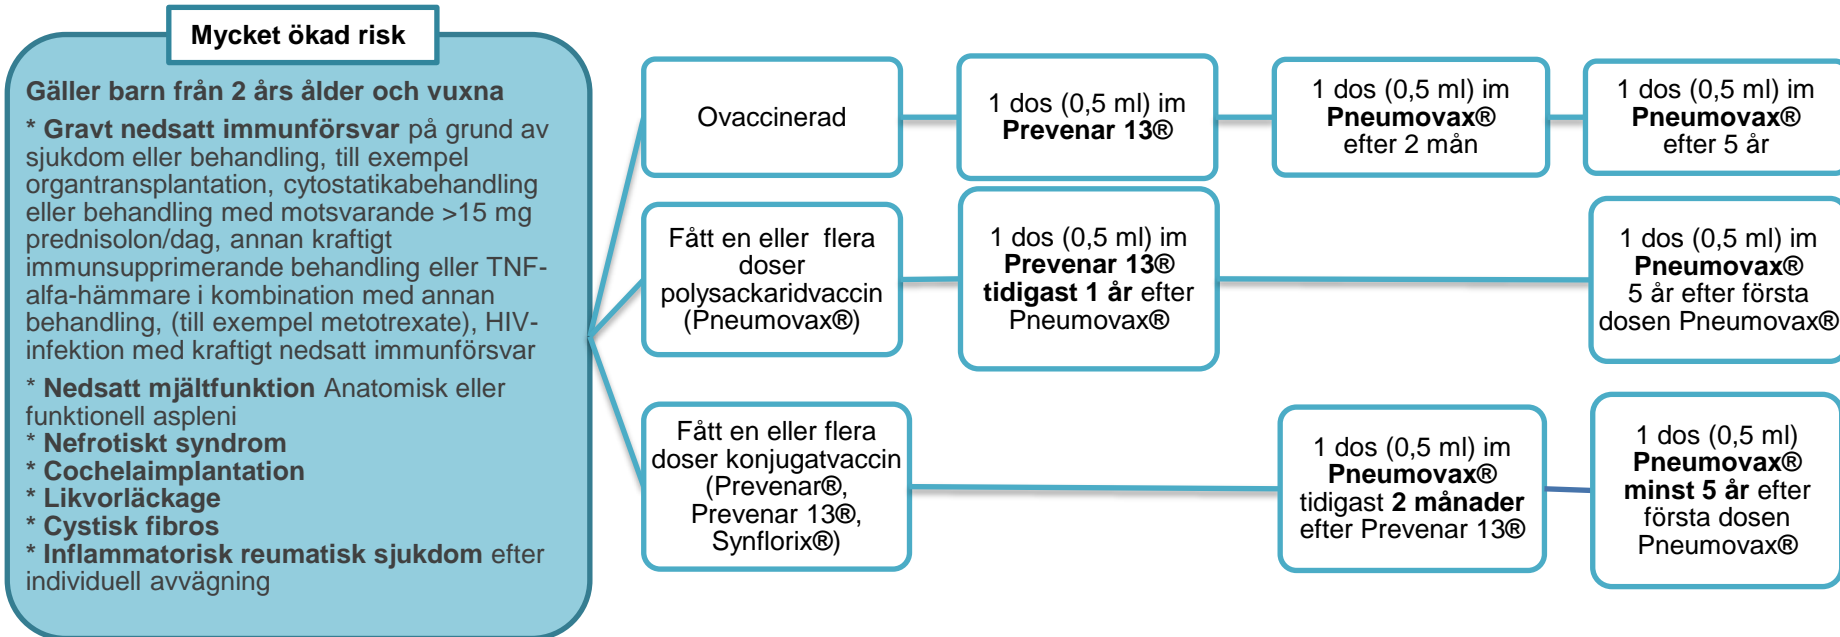 Mycket ökad risk
Gäller barn från 2 års ålder och vuxna
* Gravt nedsatt immunförsvar på grund av
sjukdom eller behandling, till exempel
organtransplantation, cytostatikabehandling
eller behandling med motsvarande >15 mg
prednisolon/dag, annan kraftigt
immunsupprimerande behandling eller TNF-
alfa-hämmare i kombination med annan
behandling, (till exempel metotrexate), HIV-
infektion med kraftigt nedsatt immunförsvar
* Nedsatt mjältfunktion Anatomisk eller
funktionell aspleni
* Nefrotiskt syndrom
* Cochelaimplantation
* Likvorläckage
* Cystisk fibros
* Inflammatorisk reumatisk sjukdom efter
individuell avvägning
Ovaccinerad
1 dos (0,5 ml) im
Prevenar 13®
1 dos (0,5 ml) im
Pneumovax®
efter 2 mån
1 dos (0,5 ml) im
Pneumovax®
efter 5 år
Fått en eller flera
doser
polysackaridvaccin
(Pneumovax®)
1 dos (0,5 ml) im
Prevenar 13®
tidigast 1 år efter
Pneumovax®
1 dos (0,5 ml) im
Pneumovax®
5 år efter första
dosen Pneumovax®
Fått en eller flera
doser konjugatvaccin
(Prevenar®,
Prevenar 13®,
Synflorix®)
1 dos (0,5 ml) im
Pneumovax®
tidigast 2 månader
efter Prevenar 13®
1 dos (0,5 ml)
Pneumovax®
minst 5 år efter
första dosen
Pneumovax®